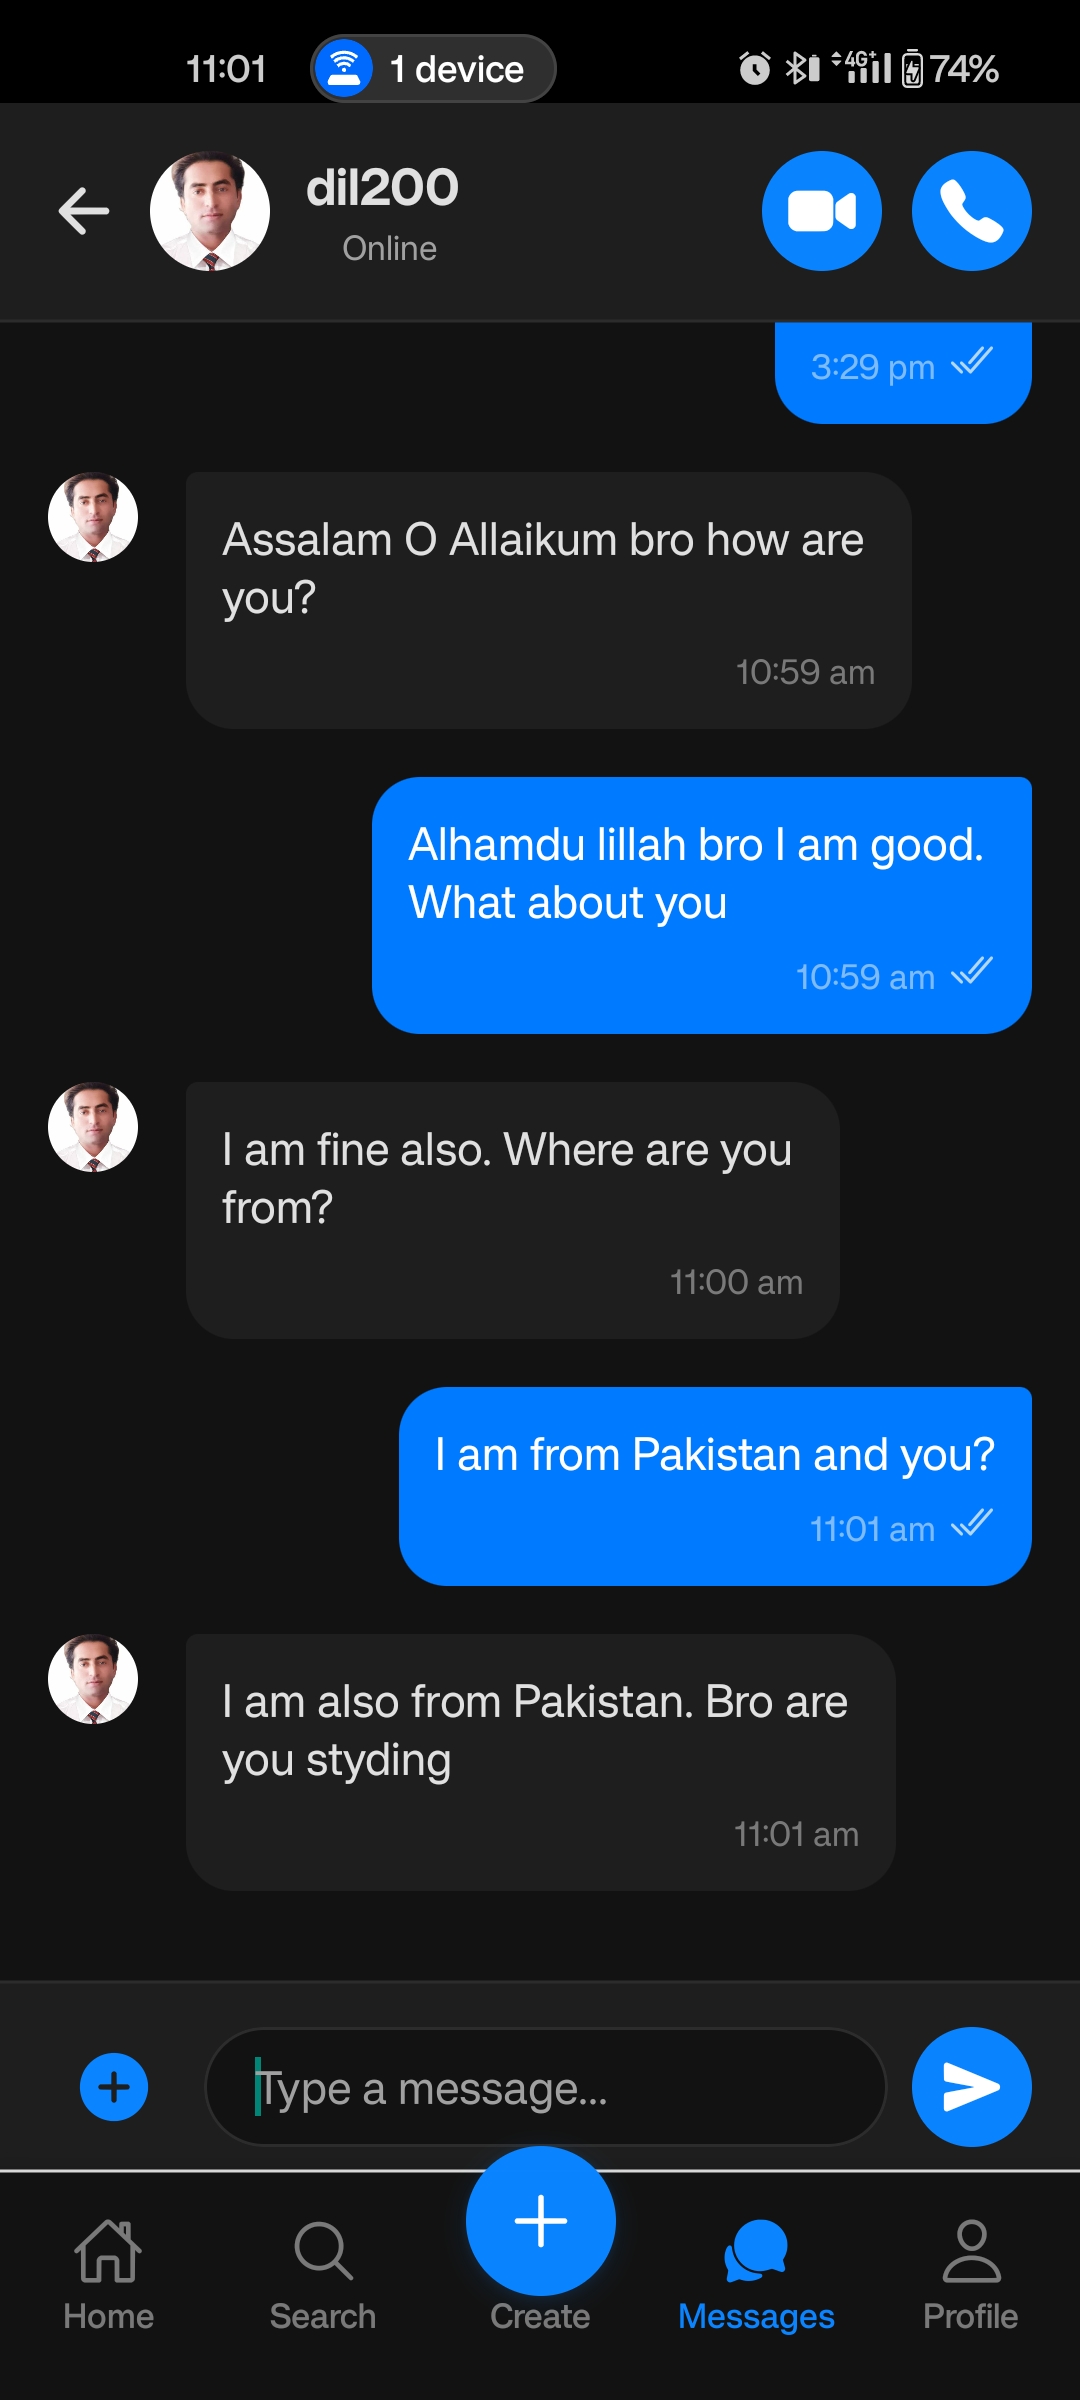 11:01
1 device
4G+
74%
dil200
Online
3:29 pm
Assalam O Allaikum bro how are
you?
10:59 am
Alhamdu lillah bro I am good.
What about you
10:59 am
I am fine also. Where are you
from?
11:00 am
I am from Pakistan and you?
11:01 am
I am also from Pakistan. Bro are
you styding
11:01 am
Type a message...
Home
Search
Create
Messages
Profile